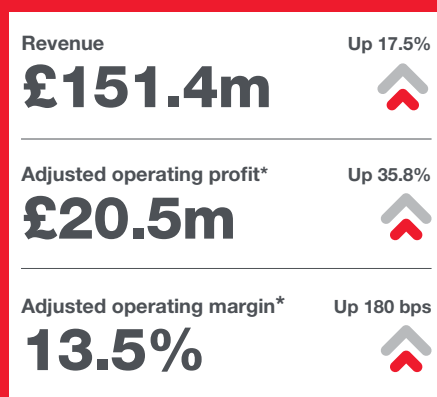 Revenue Up 17.5%
£151.4m
Adjusted operating profit* Up 35.8%
£20.5m
Adjusted operating margin* Up 180 bps
13.5%